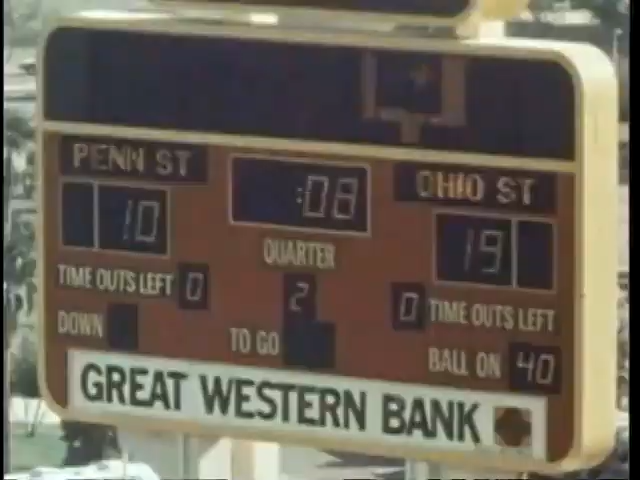 PENN ST
:08
OHIO ST
10
19
QUARTER
TIME OUTS LEFT 0
2
0 TIME OUTS LEFT
DOWN
TO GO
BALL ON 40
GREAT WESTERN BANK